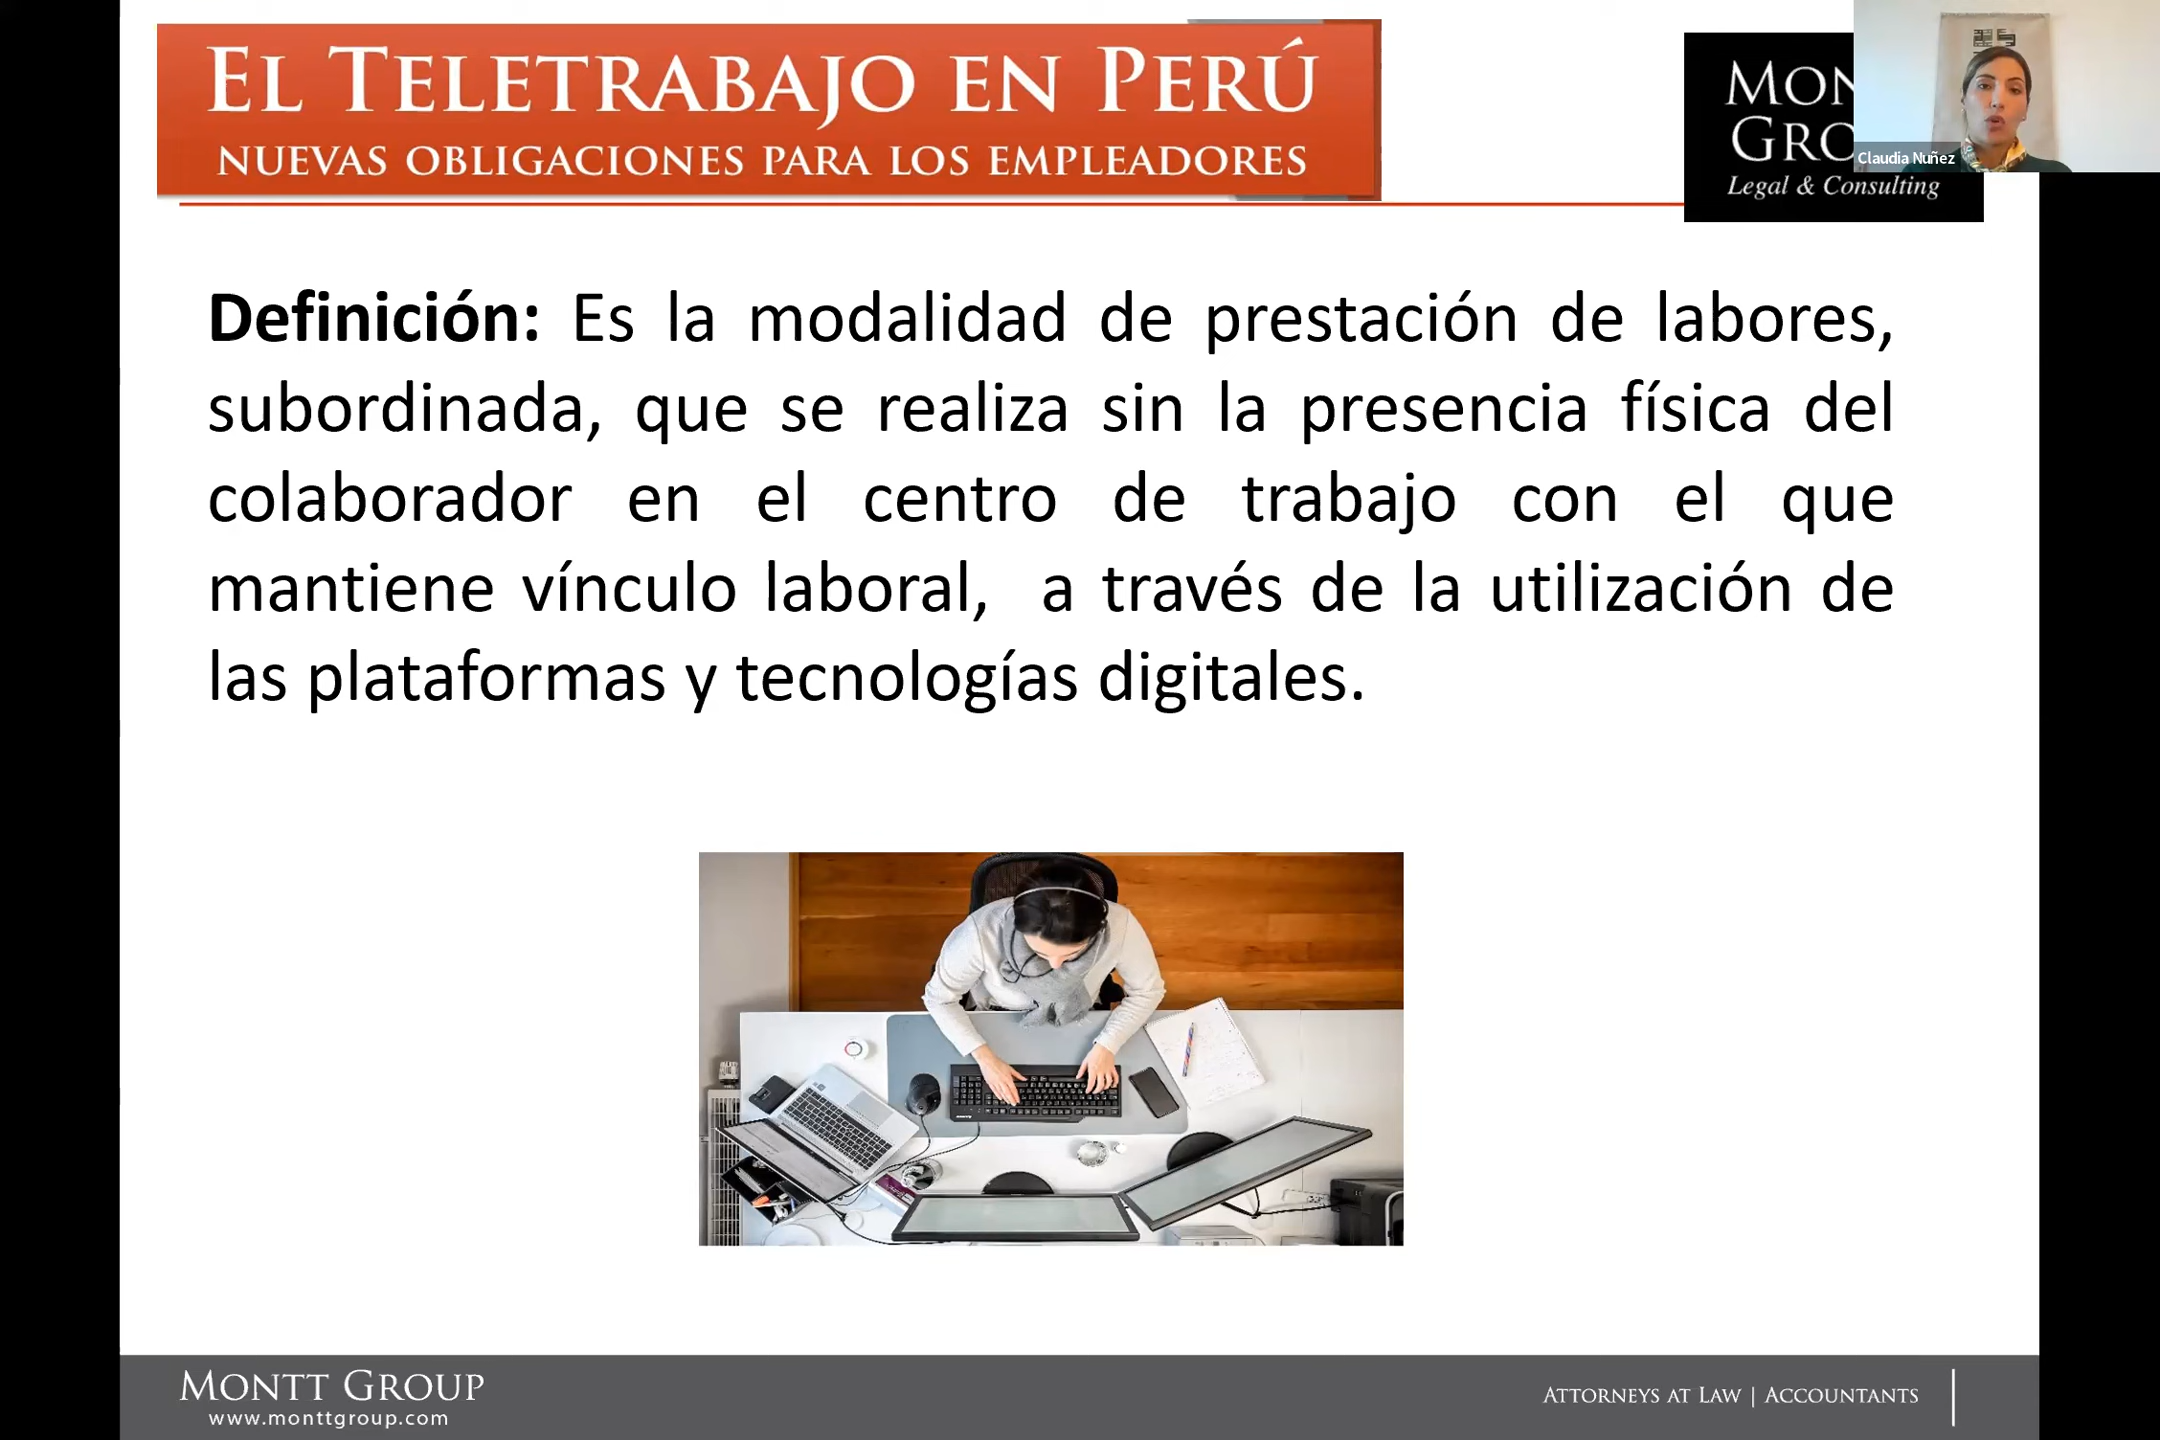 El Teletrabajo en Perú
nuevas obligaciones para los empleadores
Legal & Consulting
Claudia Nuñez
Definición: Es la modalidad de prestación de labores,
subordinada, que se realiza sin la presencia física del
colaborador en el centro de trabajo con el que
mantiene vínculo laboral, a través de la utilización de
las plataformas y tecnologías digitales.
Montt Group
www.monttgroup.com
Attorneys at Law | Accountants